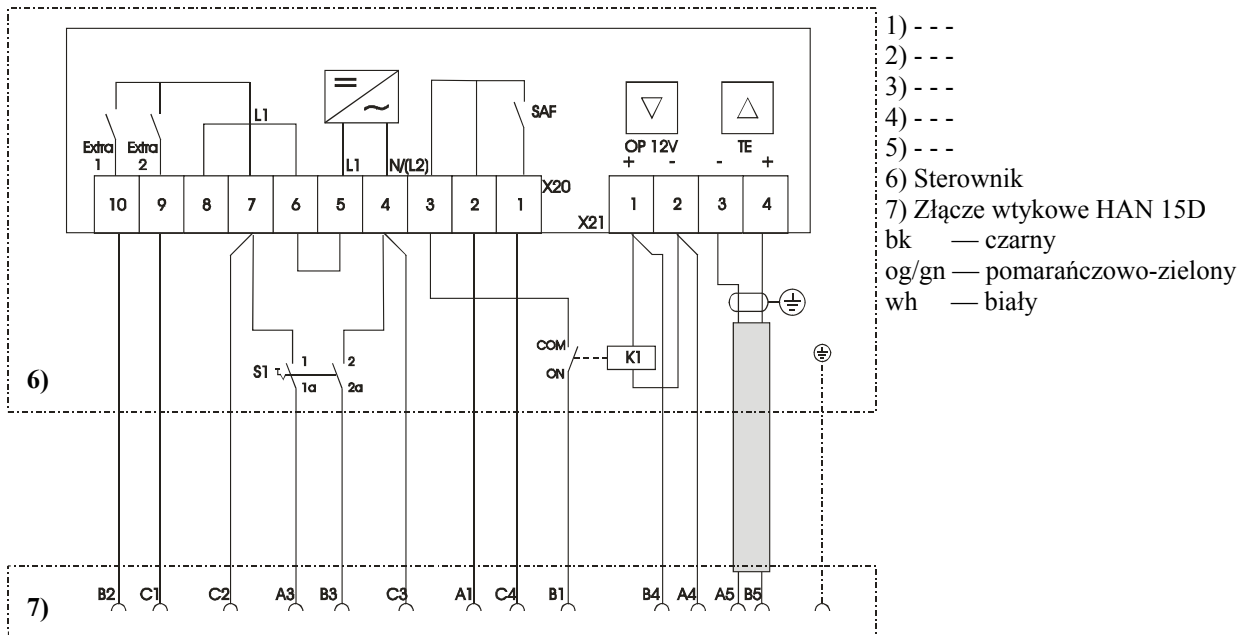 1) - - -
2) - - -
3) - - -
4) - - -
5) - - -
6) Sterownik
7) Złącze wtykowe HAN 15D
bk — czarny
og/gn — pomarańczowo-zielony
wh — biały
L1
SAF
Extra 1
Extra 2
L1
N/(L2)
OP 12V
+ -
TE
- +
X20
10 9 8 7 6 5 4 3 2 1
X21
1 2 3 4
S1
1
1a
2
2a
COM
ON
K1
6)
7)
B2 C1 C2 A3 B3 C3 A1 C4 B1 B4 A4 A5 B5